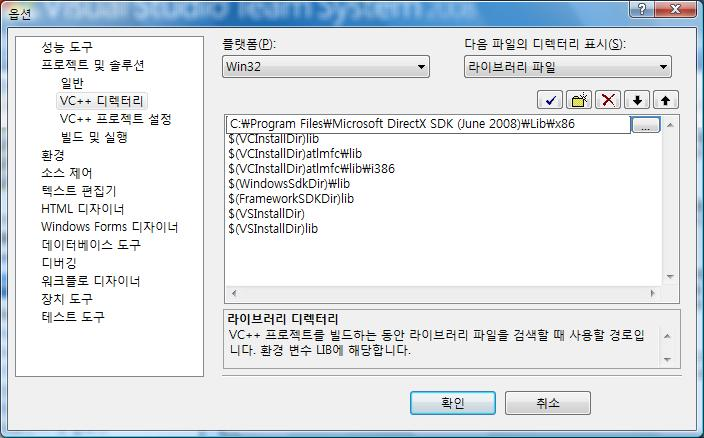 Visual Studio Team System
옵션
성능 도구
프로젝트 및 솔루션
일반
VC++ 디렉터리
VC++ 프로젝트 설정
빌드 및 실행
환경
소스 제어
텍스트 편집기
HTML 디자이너
Windows Forms 디자이너
데이터베이스 도구
디버깅
워크플로 디자이너
장치 도구
테스트 도구
플랫폼(P):
Win32
다음 파일의 디렉터리 표시(S):
라이브러리 파일
C:₩Program Files₩Microsoft DirectX SDK (June 2008)₩Lib₩x86
...
$(VCInstallDir)lib
$(VCInstallDir)atlmfc₩lib
$(VCInstallDir)atlmfc₩lib₩i386
$(WindowsSdkDir)₩lib
$(FrameworkSDKDir)lib
$(VSInstallDir)
$(VSInstallDir)lib
라이브러리 디렉터리
VC++ 프로젝트를 빌드하는 동안 라이브러리 파일을 검색할 때 사용할 경로입
니다. 환경 변수 LIB에 해당합니다.
확인
취소